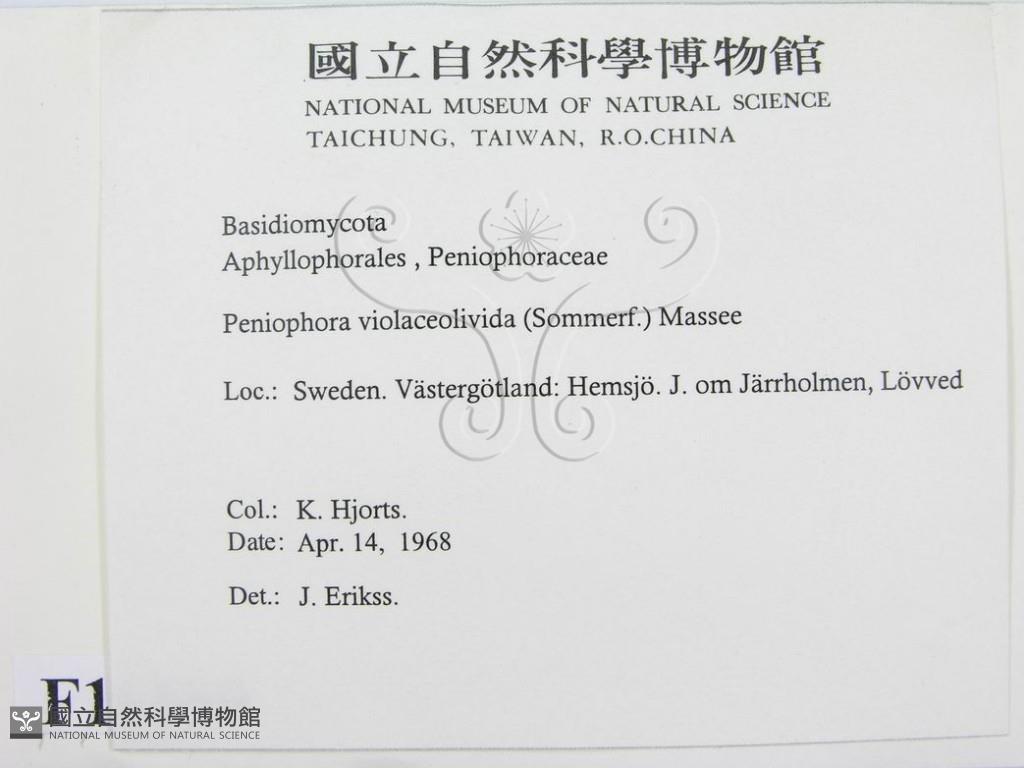 國立自然科學博物館
NATIONAL MUSEUM OF NATURAL SCIENCE
TAICHUNG, TAIWAN, R.O.CHINA
Basidiomycota
Aphyllophorales , Peniophoraceae
Peniophora violaceolivida (Sommerf.) Massee
Loc.: Sweden. Västergötland: Hemsjö. J. om Järrholmen, Lövved
Col.: K. Hjorts.
Date: Apr. 14, 1968
Det.: J. Erikss.
F1
國立自然科學博物館
NATIONAL MUSEUM OF NATURAL SCIENCE